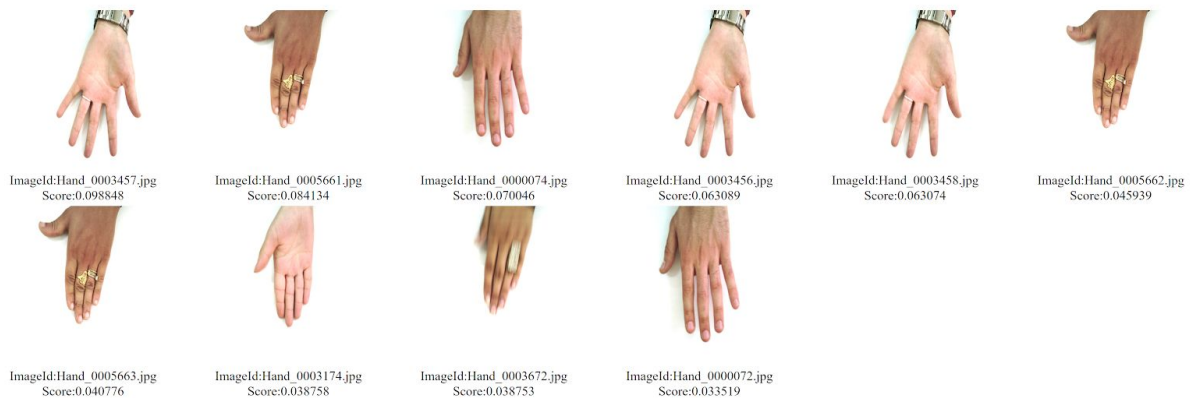 ImageId:Hand_0003457.jpg
Score:0.098848
ImageId:Hand_0005661.jpg
Score:0.084134
ImageId:Hand_0000074.jpg
Score:0.070046
ImageId:Hand_0003456.jpg
Score:0.063089
ImageId:Hand_0003458.jpg
Score:0.063074
ImageId:Hand_0005662.jpg
Score:0.045939
ImageId:Hand_0005663.jpg
Score:0.040776
ImageId:Hand_0003174.jpg
Score:0.038758
ImageId:Hand_0003672.jpg
Score:0.038753
ImageId:Hand_0000072.jpg
Score:0.033519